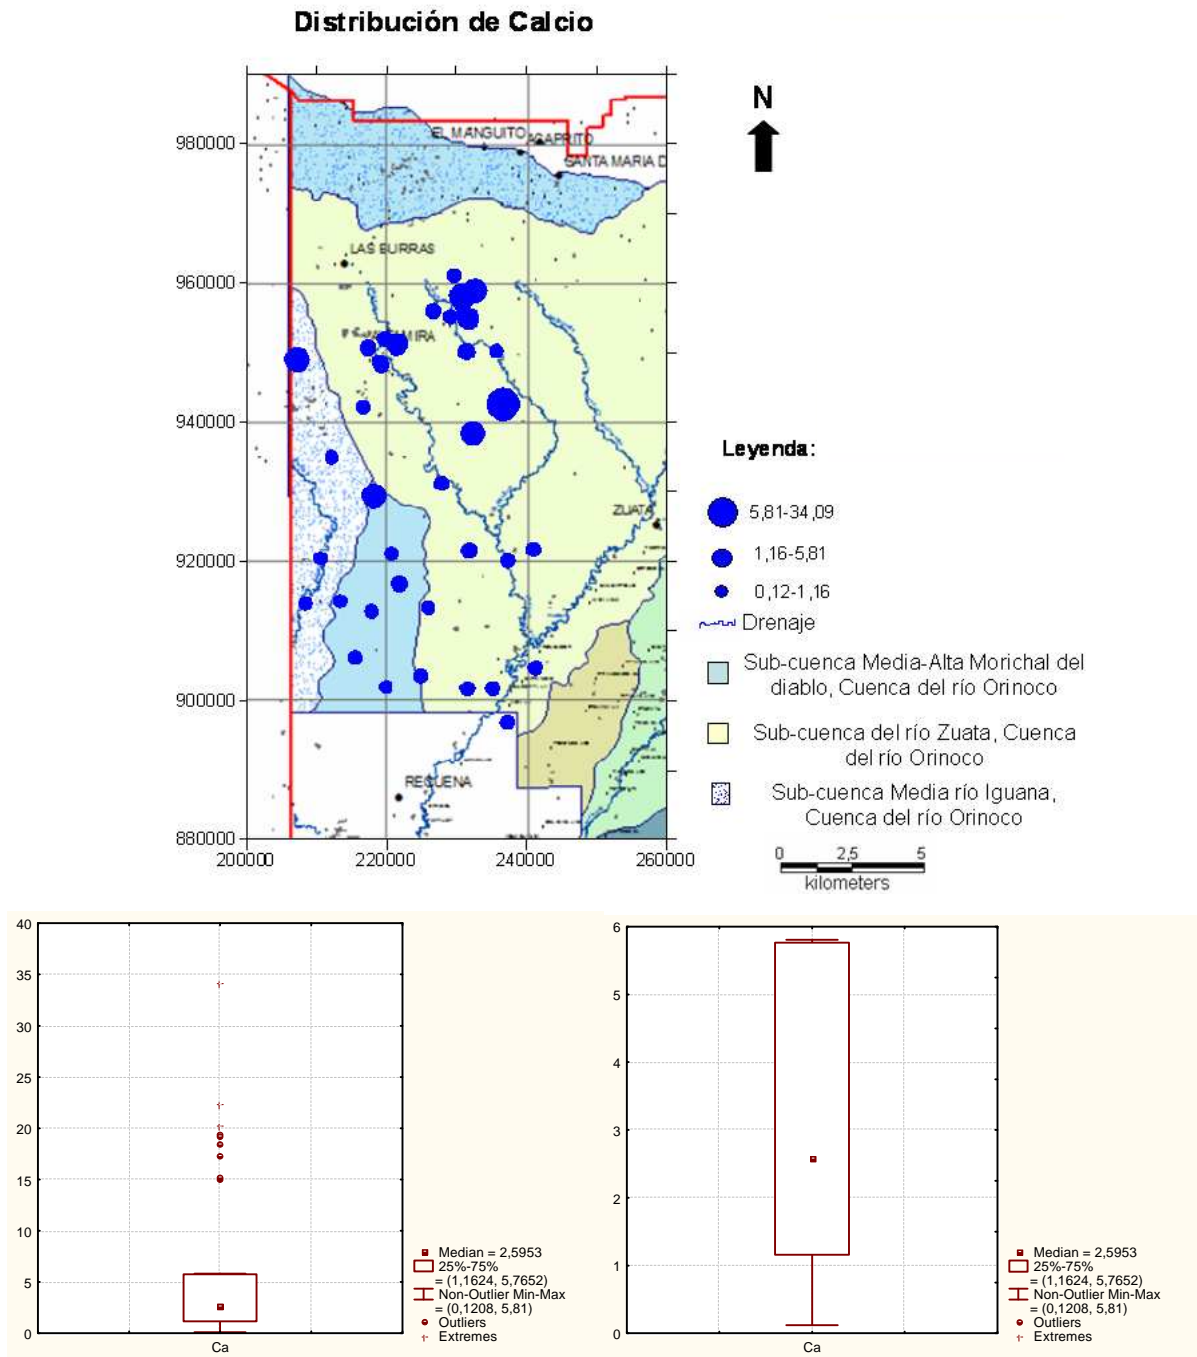 Distribución de Calcio
N
980000
960000
940000
920000
900000
880000
200000
220000
240000
260000
EL MANGUITO
AGAPRITO
SANTA MARIA D
LAS BURRAS
MIRA
ZUATA
REQUENA
Leyenda:
5,81-34,09
1,16-5,81
0,12-1,16
Drenaje
Sub-cuenca Media-Alta Morichal del
diablo, Cuenca del río Orinoco
Sub-cuenca del río Zuata, Cuenca
del río Orinoco
Sub-cuenca Media río Iguana,
Cuenca del río Orinoco
0 2,5 5
kilometers
40
35
30
25
20
15
10
5
0
Ca
Median = 2,5953
25%-75%
= (1,1624, 5,7652)
Non-Outlier Min-Max
= (0,1208, 5,81)
Outliers
Extremes
6
5
4
3
2
1
0
Ca
Median = 2,5953
25%-75%
= (1,1624, 5,7652)
Non-Outlier Min-Max
= (0,1208, 5,81)
Outliers
Extremes